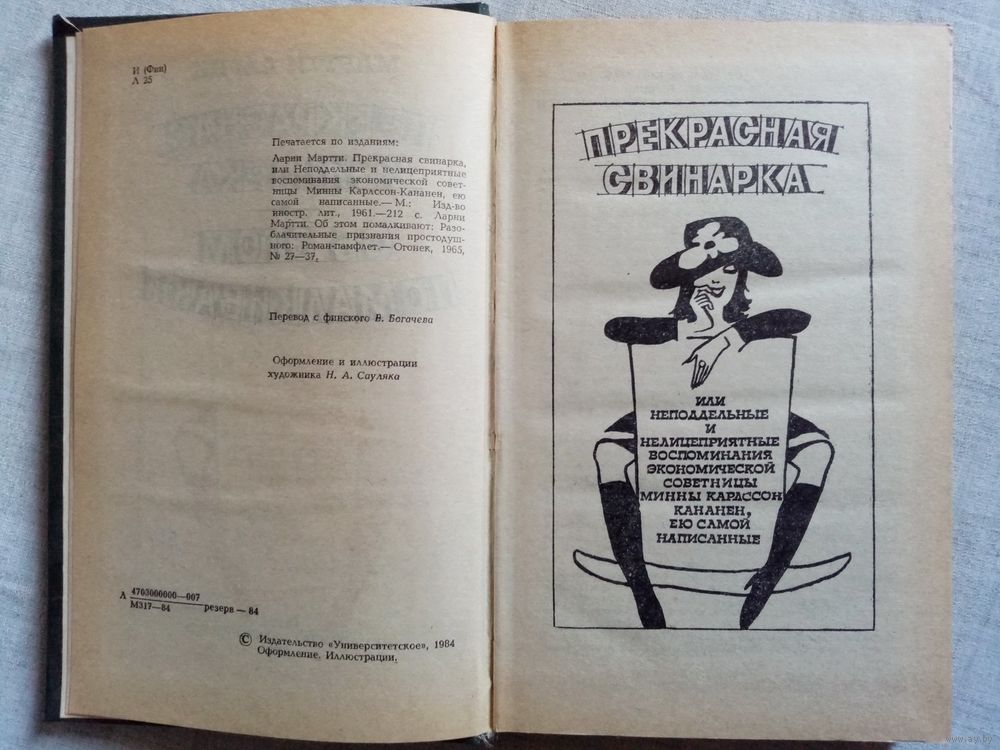 И (Фин)
Л 25
Печатается по изданиям:
Ларни Мартти. Прекрасная свинарка,
или Неподдельные и нелицеприятные
воспоминания экономической совет-
ницы Минны Карлссон-Кананен, ею
самой написанные.— М.: Изд-во
иностр. лит., 1961.—212 с. Ларни
Мартти. Об этом помалкивают: Разо-
блачительные признания простодуш-
ного: Роман-памфлет.— Огонек, 1965,
№ 27—37.
Перевод с финского В. Богачева
Оформление и иллюстрации
художника Н. А. Сауляка
Л 4703000000—007
М317—84 резерв — 84
© Издательство «Университетское», 1984
Оформление. Иллюстрации.
ПРЕКРАСНАЯ
СВИНАРКА
ИЛИ
НЕПОДДЕЛЬНЫЕ
И
НЕЛИЦЕПРИЯТНЫЕ
ВОСПОМИНАНИЯ
ЭКОНОМИЧЕСКОЙ
СОВЕТНИЦЫ
МИННЫ КАРЛССОН
КАНАНЕН,
ЕЮ САМОЙ
НАПИСАННЫЕ
www.ay.by